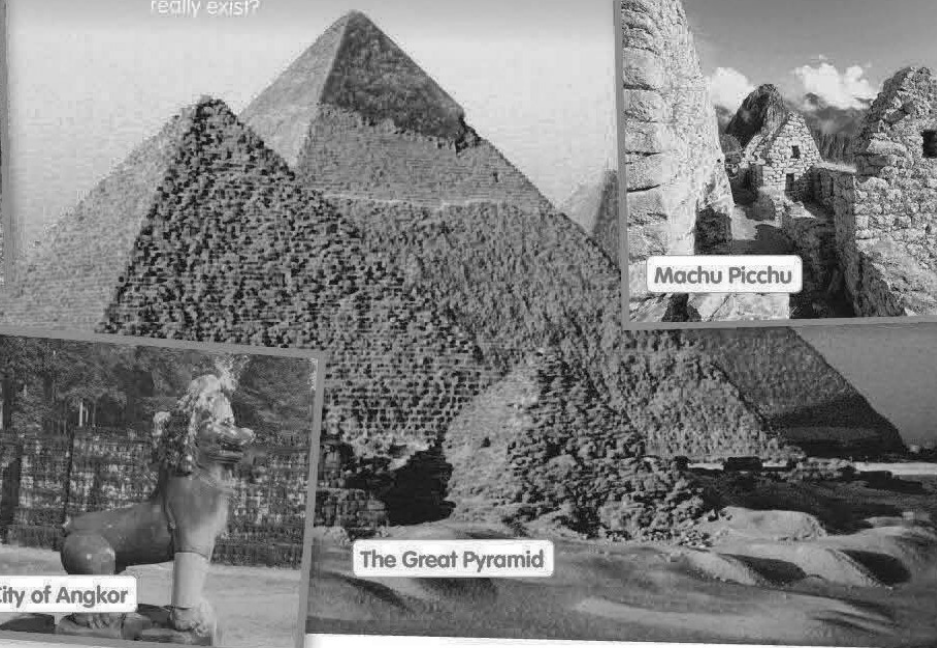 really exist?
Machu Picchu
The Great Pyramid
City of Angkor